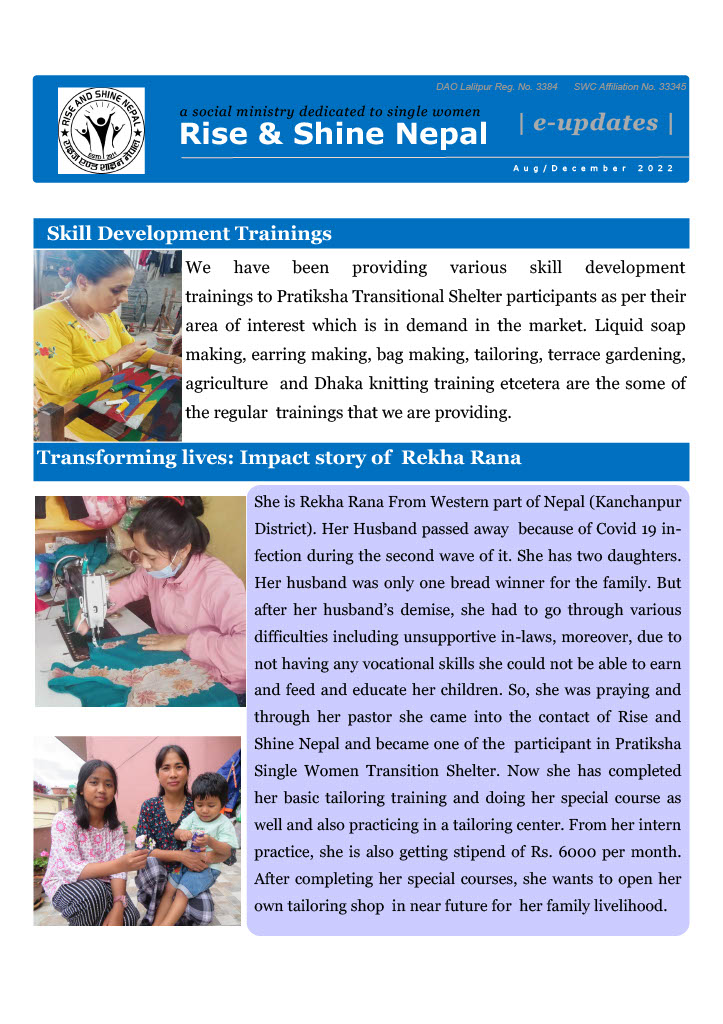 DAO Lalitpur Reg. No. 3384 SWC Affiliation No. 33345
RISE AND SHINE NEPAL
ESTD. 2011
राईज एण्ड शाईन नेपाल
a social ministry dedicated to single women
Rise & Shine Nepal
| e-updates |
Aug/December 2022
Skill Development Trainings
We have been providing various skill development
trainings to Pratiksha Transitional Shelter participants as per their
area of interest which is in demand in the market. Liquid soap
making, earring making, bag making, tailoring, terrace gardening,
agriculture and Dhaka knitting training etcetera are the some of
the regular trainings that we are providing.
Transforming lives: Impact story of Rekha Rana
She is Rekha Rana From Western part of Nepal (Kanchanpur
District). Her Husband passed away because of Covid 19 in-
fection during the second wave of it. She has two daughters.
Her husband was only one bread winner for the family. But
after her husband's demise, she had to go through various
difficulties including unsupportive in-laws, moreover, due to
not having any vocational skills she could not be able to earn
and feed and educate her children. So, she was praying and
through her pastor she came into the contact of Rise and
Shine Nepal and became one of the participant in Pratiksha
Single Women Transition Shelter. Now she has completed
her basic tailoring training and doing her special course as
well and also practicing in a tailoring center. From her intern
practice, she is also getting stipend of Rs. 6000 per month.
After completing her special courses, she wants to open her
own tailoring shop in near future for her family livelihood.